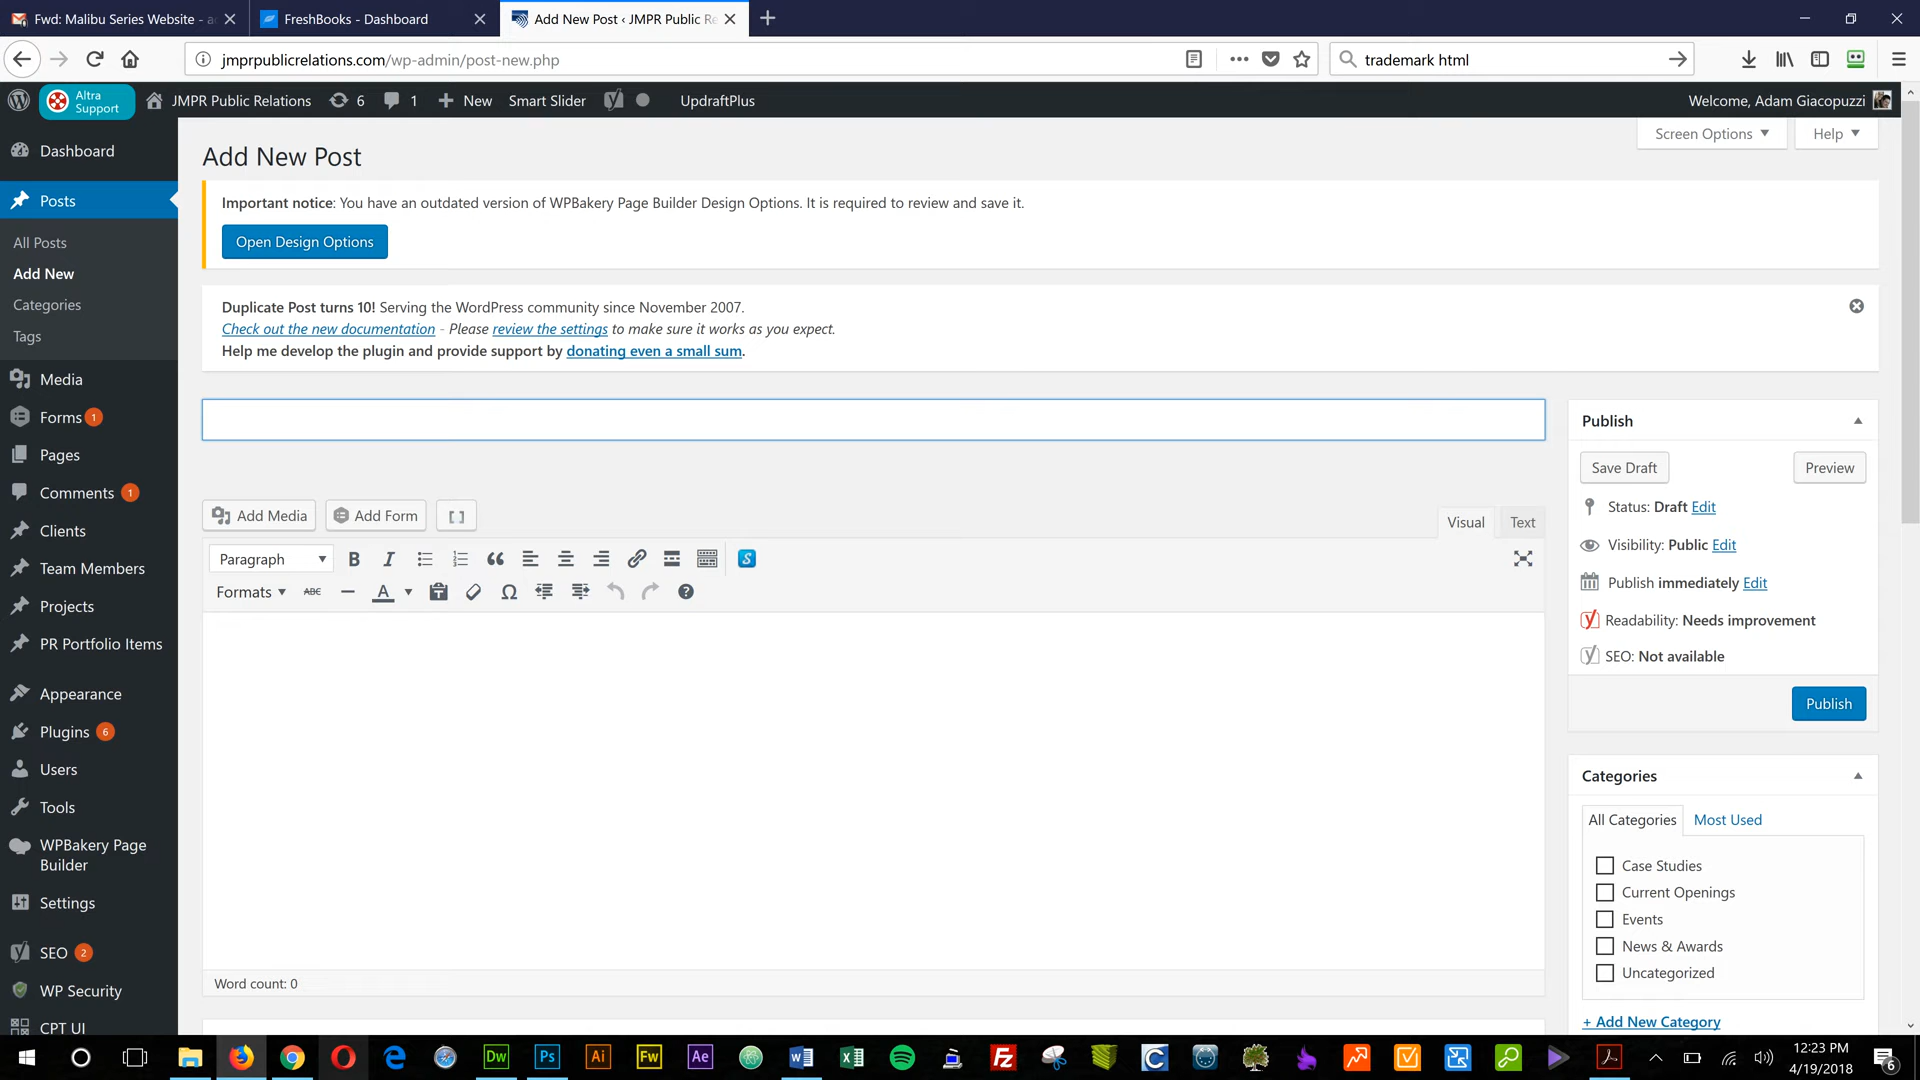 Fwd: Malibu Series Website - a
FreshBooks - Dashboard
Add New Post ‹ JMPR Public Re
jmprpublicrelations.com/wp-admin/post-new.php
trademark html
Altra Support
JMPR Public Relations
6
1
New
Smart Slider
UpdraftPlus
Welcome, Adam Giacopuzzi
Screen Options
Help
Dashboard
Posts
All Posts
Add New
Categories
Tags
Media
Forms 1
Pages
Comments 1
Clients
Team Members
Projects
PR Portfolio Items
Appearance
Plugins 6
Users
Tools
WPBakery Page
Builder
Settings
SEO 2
WP Security
CPT UI
Add New Post
Important notice: You have an outdated version of WPBakery Page Builder Design Options. It is required to review and save it.
Open Design Options
Duplicate Post turns 10! Serving the WordPress community since November 2007.
Check out the new documentation - Please review the settings to make sure it works as you expect.
Help me develop the plugin and provide support by donating even a small sum.
Add Media
Add Form
[ ]
Visual
Text
Paragraph
B I
S
Formats
ABC
A
Ω
Word count: 0
Publish
Save Draft
Preview
Status: Draft Edit
Visibility: Public Edit
Publish immediately Edit
Readability: Needs improvement
SEO: Not available
Publish
Categories
All Categories
Most Used
Case Studies
Current Openings
Events
News & Awards
Uncategorized
+ Add New Category
Dw
Ps
Ai
Fw
Ae
Fz
C
12:23 PM
4/19/2018
6